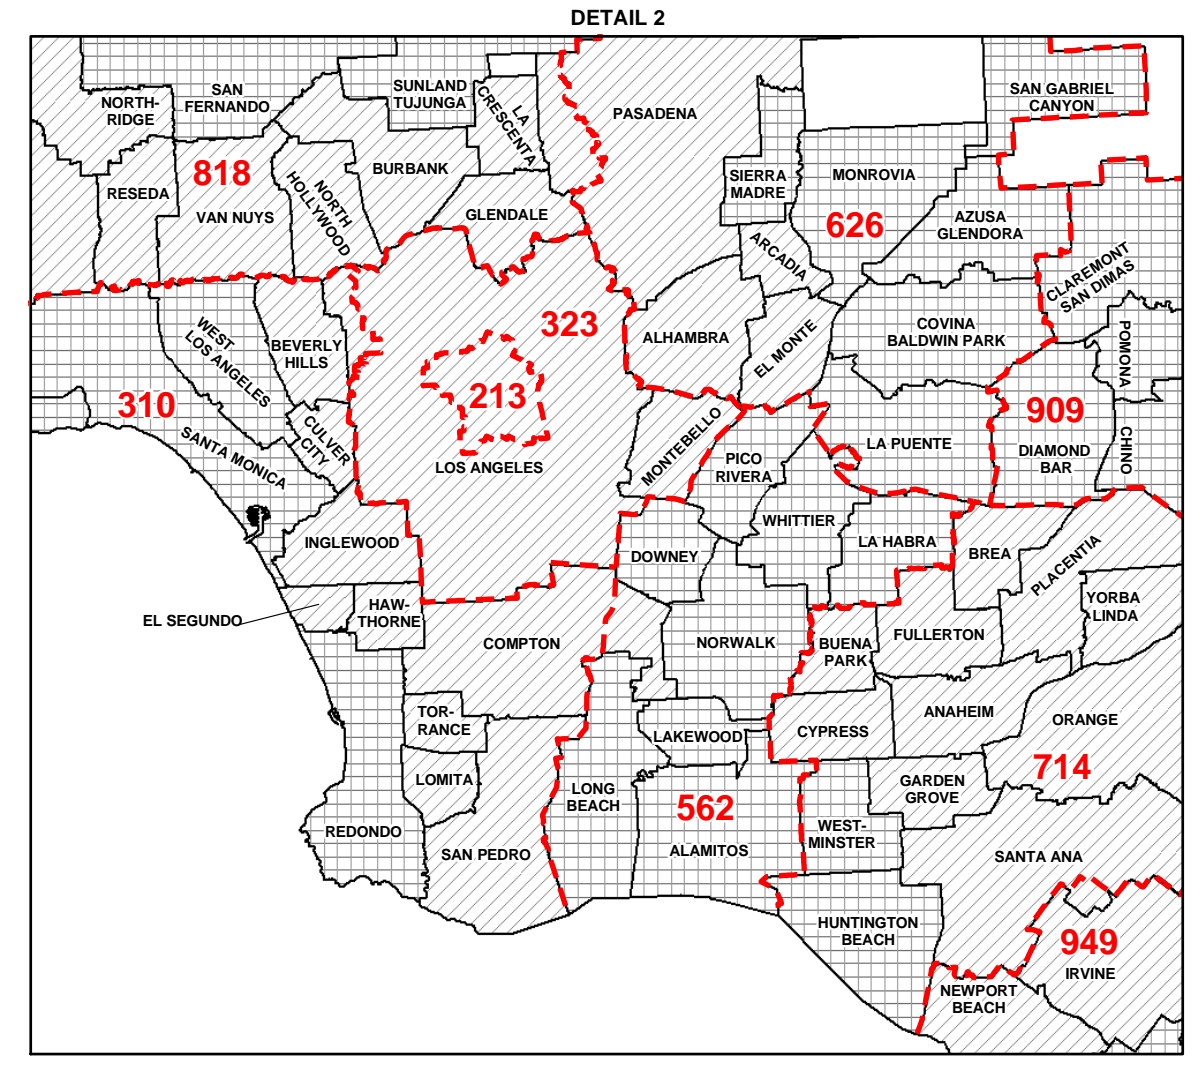 DETAIL 2
NORTH-
RIDGE
SAN
FERNANDO
SUNLAND
TUJUNGA
LA
CRESCENTA
PASADENA
SAN GABRIEL
CANYON
818
RESEDA
VAN NUYS
NORTH
HOLLYWOOD
BURBANK
GLENDALE
SIERRA
MADRE
MONROVIA
626
AZUSA
GLENDORA
ARCADIA
CLAREMONT
SAN DIMAS
WEST
LOS ANGELES
BEVERLY
HILLS
323
ALHAMBRA
EL MONTE
COVINA
BALDWIN PARK
POMONA
310
213
909
SANTA MONICA
CULVER
CITY
LOS ANGELES
MONTEBELLO
PICO
RIVERA
LA PUENTE
DIAMOND
BAR
CHINO
INGLEWOOD
WHITTIER
DOWNEY
LA HABRA
BREA
PLACENTIA
EL SEGUNDO
HAW-
THORNE
COMPTON
NORWALK
BUENA
PARK
FULLERTON
YORBA
LINDA
TOR-
RANCE
LAKEWOOD
CYPRESS
ANAHEIM
ORANGE
LOMITA
LONG
BEACH
562
GARDEN
GROVE
714
REDONDO
SAN PEDRO
ALAMITOS
WEST-
MINSTER
SANTA ANA
HUNTINGTON
BEACH
949
IRVINE
NEWPORT
BEACH